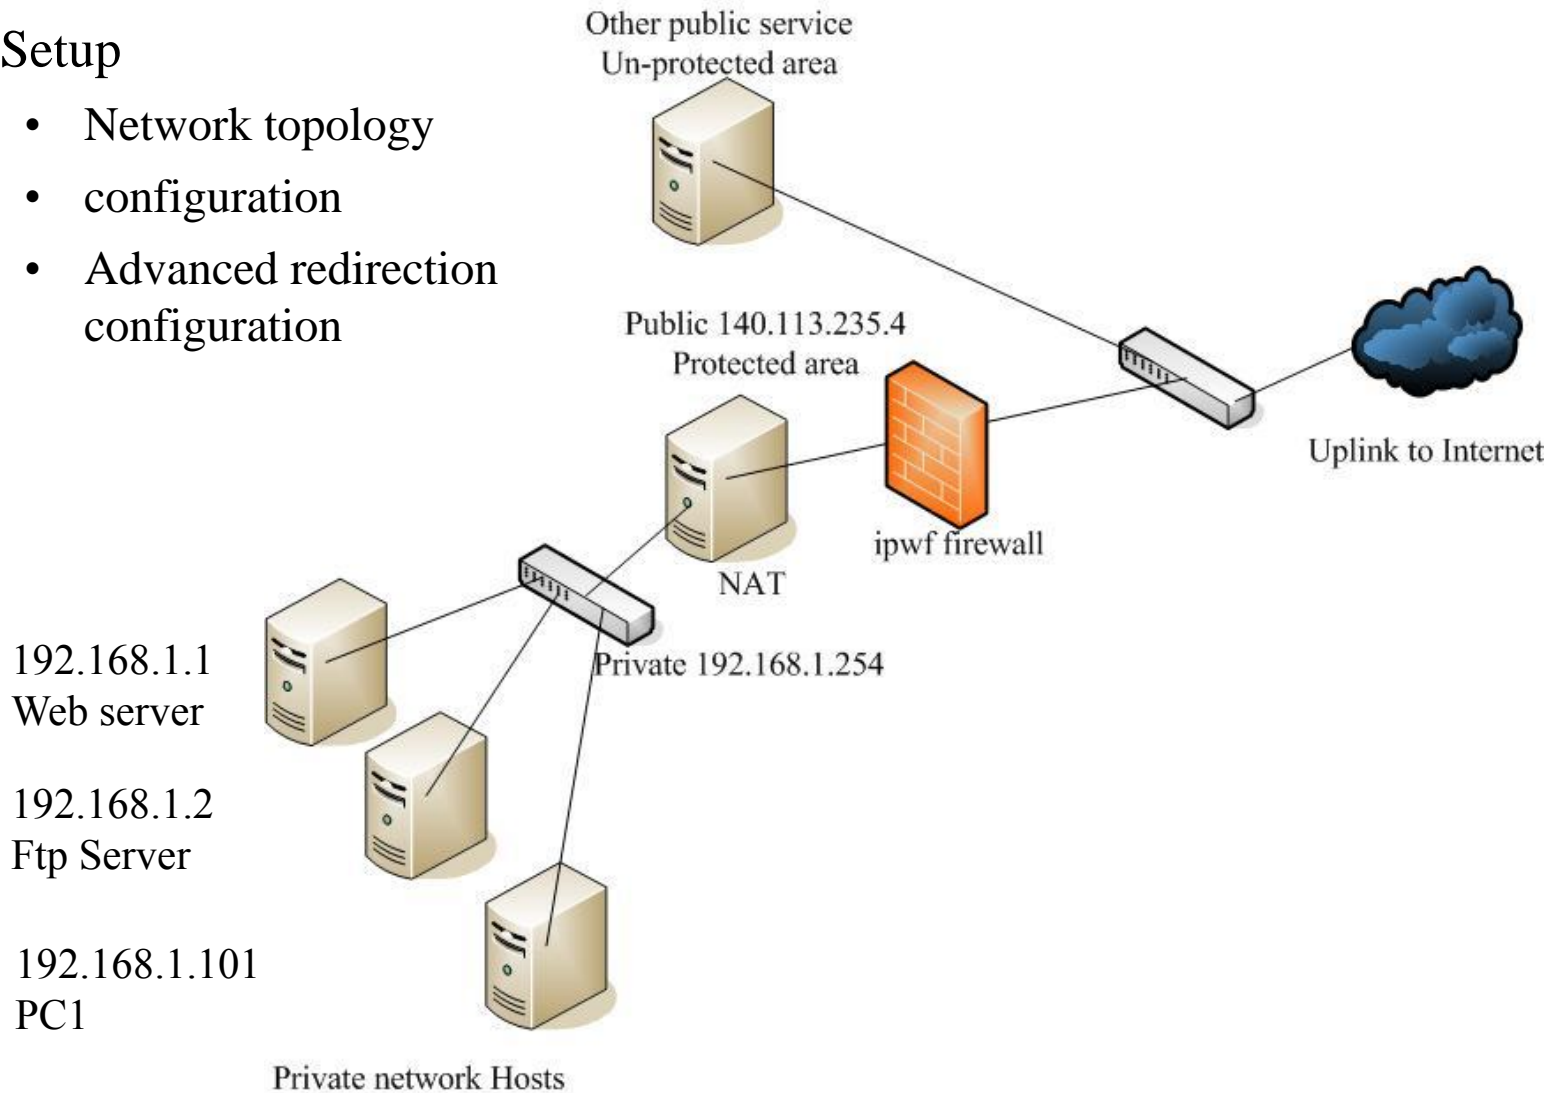 Setup
• Network topology
• configuration
• Advanced redirection
configuration
Other public service
Un-protected area
Public 140.113.235.4
Protected area
Uplink to Internet
ipwf firewall
NAT
Private 192.168.1.254
192.168.1.1
Web server
192.168.1.2
Ftp Server
192.168.1.101
PC1
Private network Hosts